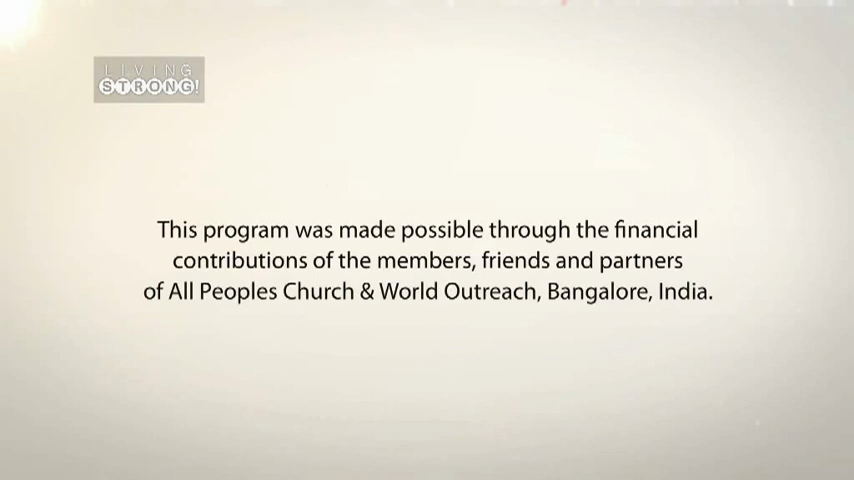 LIVING
STRONG!
This program was made possible through the financial
contributions of the members, friends and partners
of All Peoples Church & World Outreach, Bangalore, India.